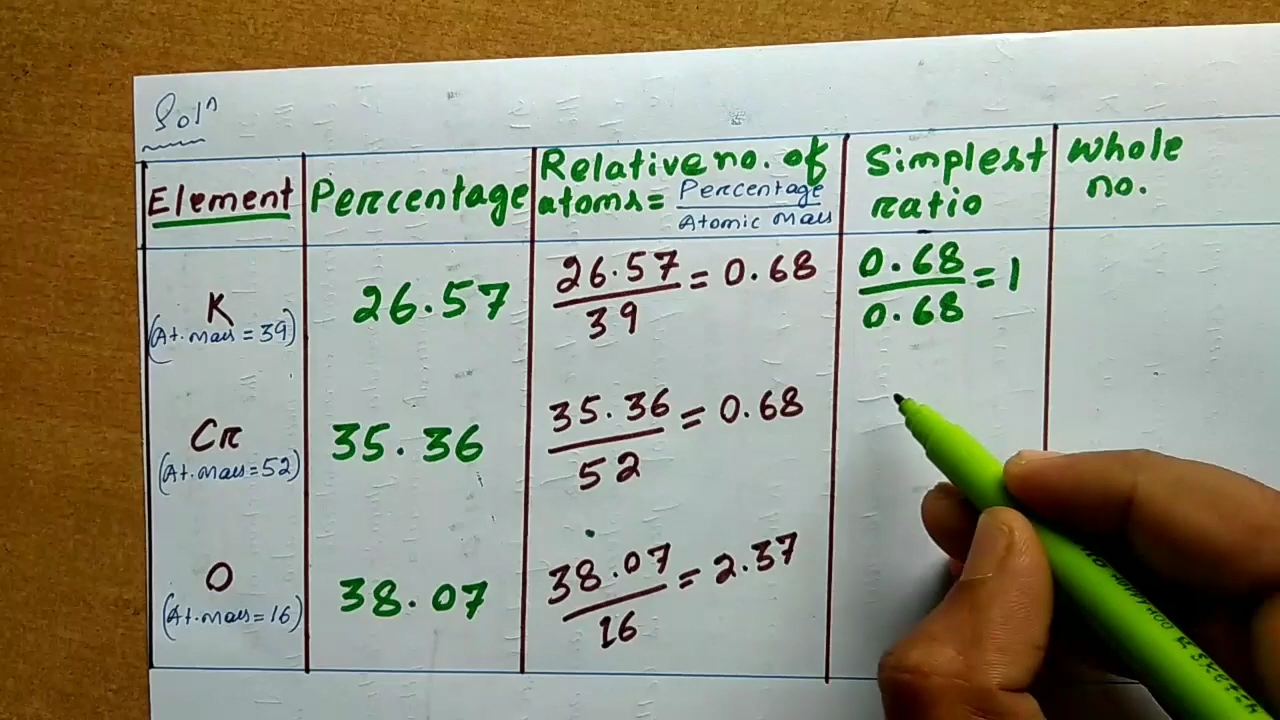 Solⁿ
Element
Percentage
Relative no. of
atoms = Percentage / Atomic Mass
Simplest
ratio
Whole
no.
K
(At. mass = 39)
26.57
26.57 / 39 = 0.68
0.68 / 0.68 = 1
Cr
(At. mass = 52)
35.36
35.36 / 52 = 0.68
O
(At. mass = 16)
38.07
38.07 / 16 = 2.37